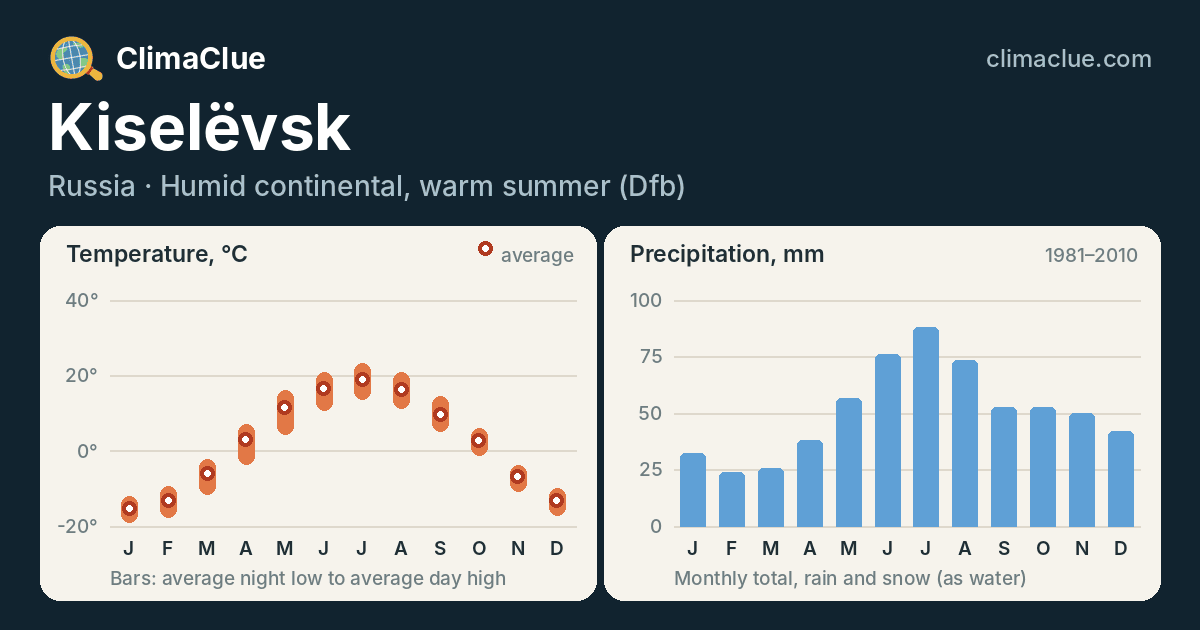 ClimaClue
climaclue.com
Kiselëvsk
Russia · Humid continental, warm summer (Dfb)
Temperature, °C
average
40°
20°
0°
-20°
J F M A M J J A S O N D
Bars: average night low to average day high
Precipitation, mm
1981–2010
100
75
50
25
0
J F M A M J J A S O N D
Monthly total, rain and snow (as water)